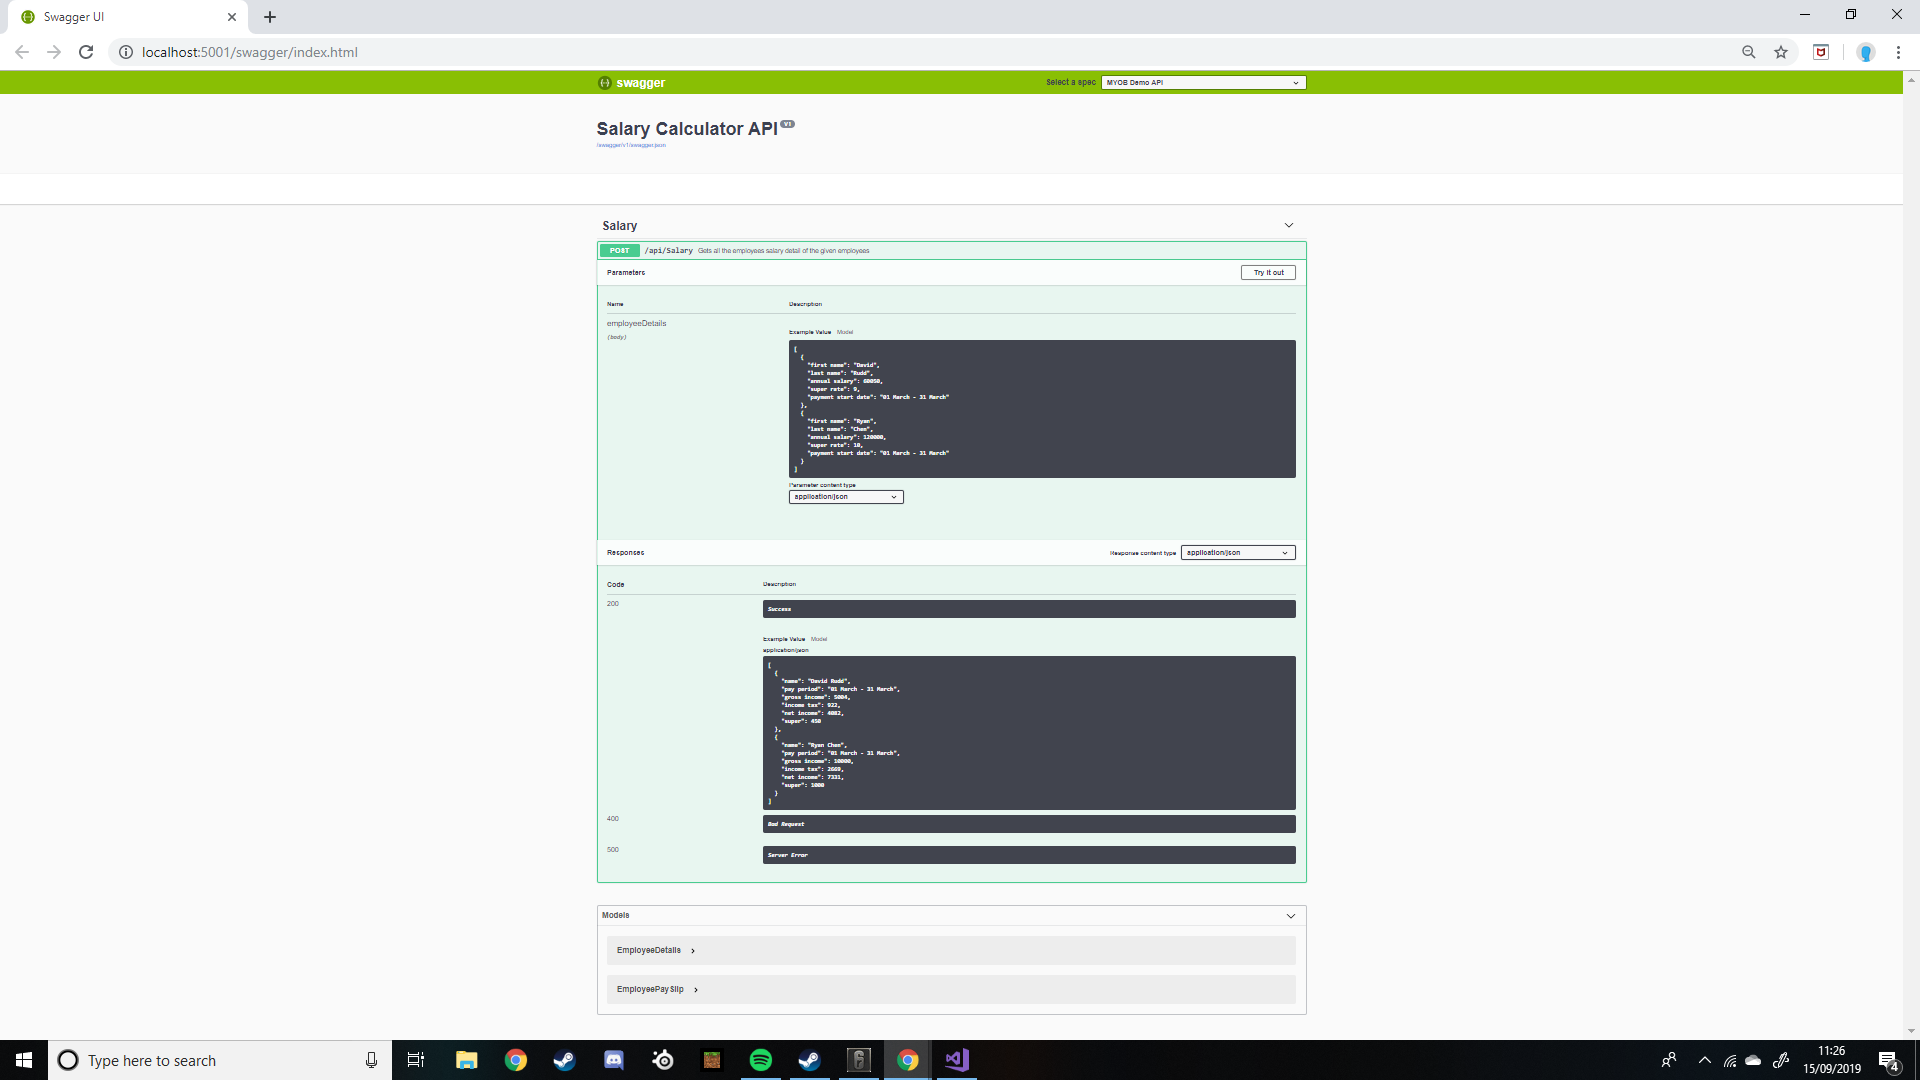 Swagger UI
localhost:5001/swagger/index.html
swagger
Select a spec
MYOB Demo API
Salary Calculator API v1
/swagger/v1/swagger.json
Salary
POST /api/Salary Gets all the employees salary detail of the given employees
Parameters
Try it out
Name Description
employeeDetails
(body)
Example Value Model
[
{
"first name": "David",
"last name": "Rudd",
"annual salary": 60050,
"super rate": 9,
"payment start date": "01 March - 31 March"
},
{
"first name": "Ryan",
"last name": "Chen",
"annual salary": 120000,
"super rate": 10,
"payment start date": "01 March - 31 March"
}
]
Parameter content type
application/json
Responses
Response content type
application/json
Code Description
200
Success
Example Value Model
application/json
[
{
"name": "David Rudd",
"pay period": "01 March - 31 March",
"gross income": 5004,
"income tax": 922,
"net income": 4082,
"super": 450
},
{
"name": "Ryan Chen",
"pay period": "01 March - 31 March",
"gross income": 10000,
"income tax": 2669,
"net income": 7331,
"super": 1000
}
]
400
Bad Request
500
Server Error
Models
EmployeeDetails
EmployeePaySlip
Type here to search
11:26
15/09/2019
4